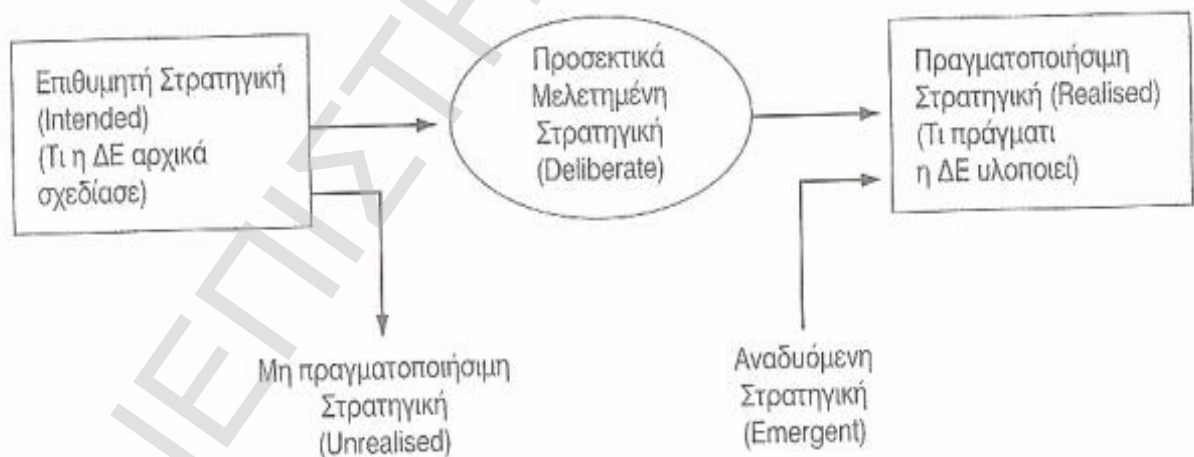 Επιθυμητή Στρατηγική
(Intended)
(Τι η ΔΕ αρχικά
σχεδίασε)
Προσεκτικά
Μελετημένη
Στρατηγική
(Deliberate)
Πραγματοποιήσιμη
Στρατηγική (Realised)
(Τι πράγματι
η ΔΕ υλοποιεί)
Μη πραγματοποιήσιμη
Στρατηγική
(Unrealised)
Αναδυόμενη
Στρατηγική
(Emergent)